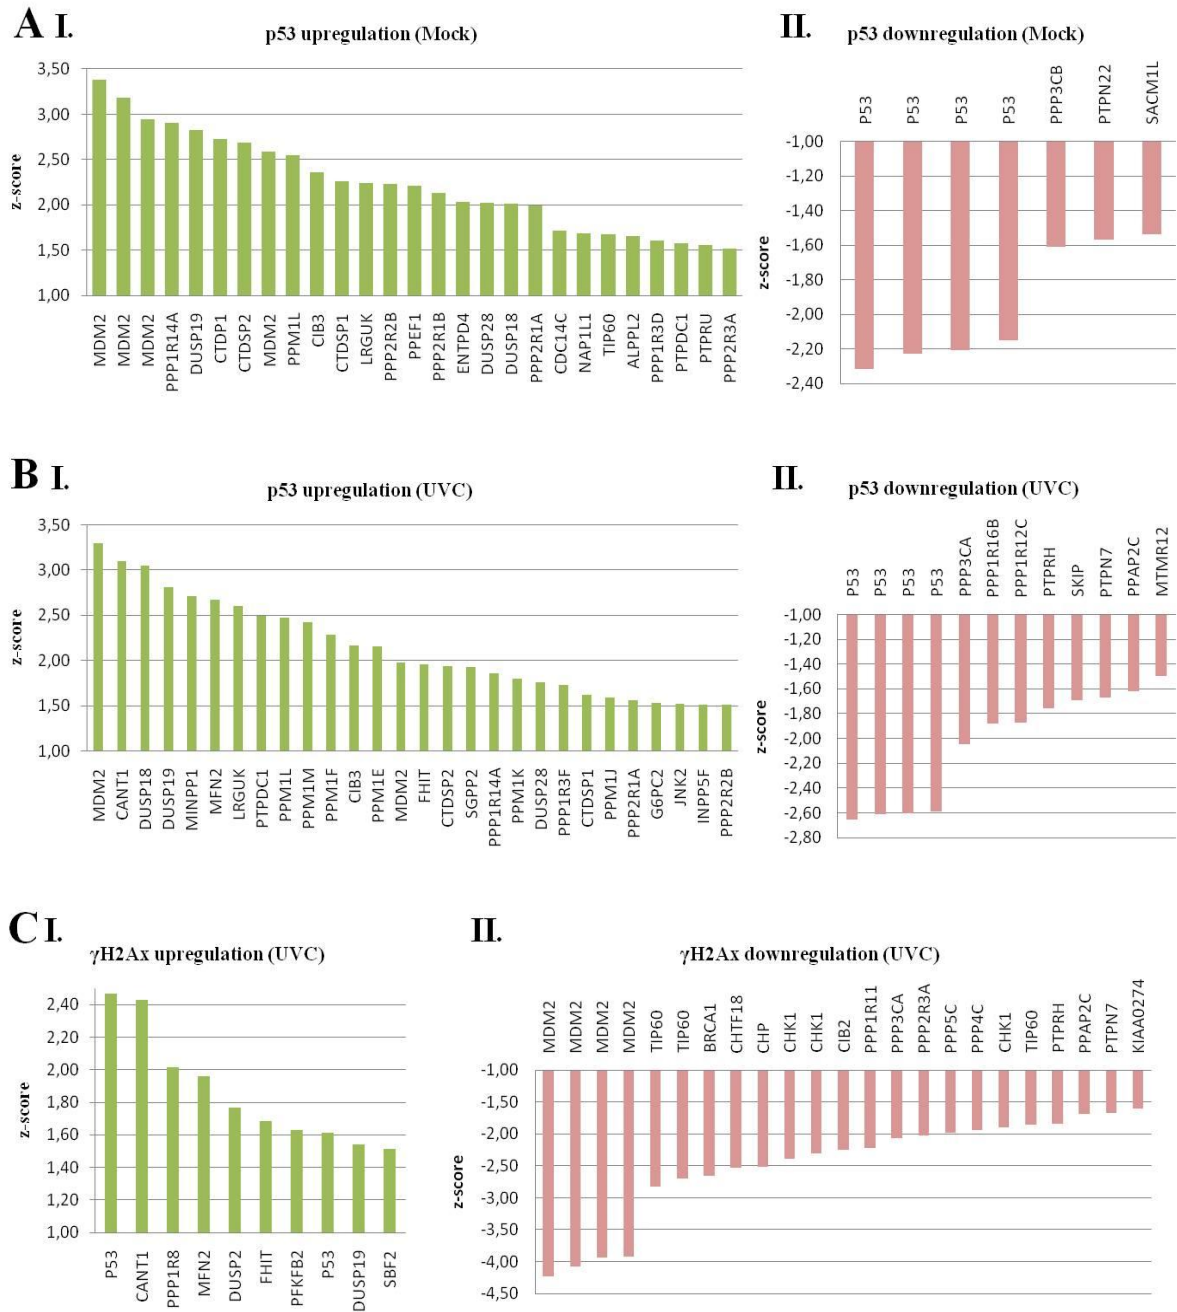 A I.
p53 upregulation (Mock)
3,50
3,00
2,50
2,00
1,50
1,00
z-score
MDM2
MDM2
MDM2
PPP1R14A
DUSP19
CTDP1
CTDSP2
MDM2
PPM1L
CIB3
CTDSP1
LRGUK
PPP2R2B
PPEF1
PPP2R1B
ENTPD4
DUSP28
DUSP18
PPP2R1A
CDC14C
NAP1L1
TIP60
ALPPL2
PPP1R3D
PTPDC1
PTPRU
PPP2R3A
II.
p53 downregulation (Mock)
P53
P53
P53
P53
PPP3CB
PTPN22
SACM1L
-1,00
-1,20
-1,40
-1,60
-1,80
-2,00
-2,20
-2,40
z-score
B I.
p53 upregulation (UVC)
3,50
3,00
2,50
2,00
1,50
1,00
z-score
MDM2
CANT1
DUSP18
DUSP19
MINPP1
MFN2
LRGUK
PTPDC1
PPM1L
PPM1M
PPM1F
CIB3
PPM1E
MDM2
FHIT
CTDSP2
SGPP2
PPP1R14A
PPM1K
DUSP28
PPP1R3F
CTDSP1
PPM1J
PPP2R1A
G6PC2
JNK2
INPP5F
PPP2R2B
II.
p53 downregulation (UVC)
P53
P53
P53
P53
PPP3CA
PPP1R16B
PPP1R12C
PTPRH
SKIP
PTPN7
PPAP2C
MTMR12
-1,00
-1,20
-1,40
-1,60
-1,80
-2,00
-2,20
-2,40
-2,60
-2,80
z-score
C I.
γH2Ax upregulation (UVC)
2,40
2,20
2,00
1,80
1,60
1,40
1,20
1,00
z-score
P53
CANT1
PPP1R8
MFN2
DUSP2
FHIT
PFKFB2
P53
DUSP19
SBF2
II.
γH2Ax downregulation (UVC)
MDM2
MDM2
MDM2
MDM2
TIP60
TIP60
BRCA1
CHTF18
CHP
CHK1
CHK1
CIB2
PPP1R11
PPP3CA
PPP2R3A
PPP5C
PPP4C
CHK1
TIP60
PTPRH
PPAP2C
PTPN7
KIAA0274
-1,00
-1,50
-2,00
-2,50
-3,00
-3,50
-4,00
-4,50
z-score